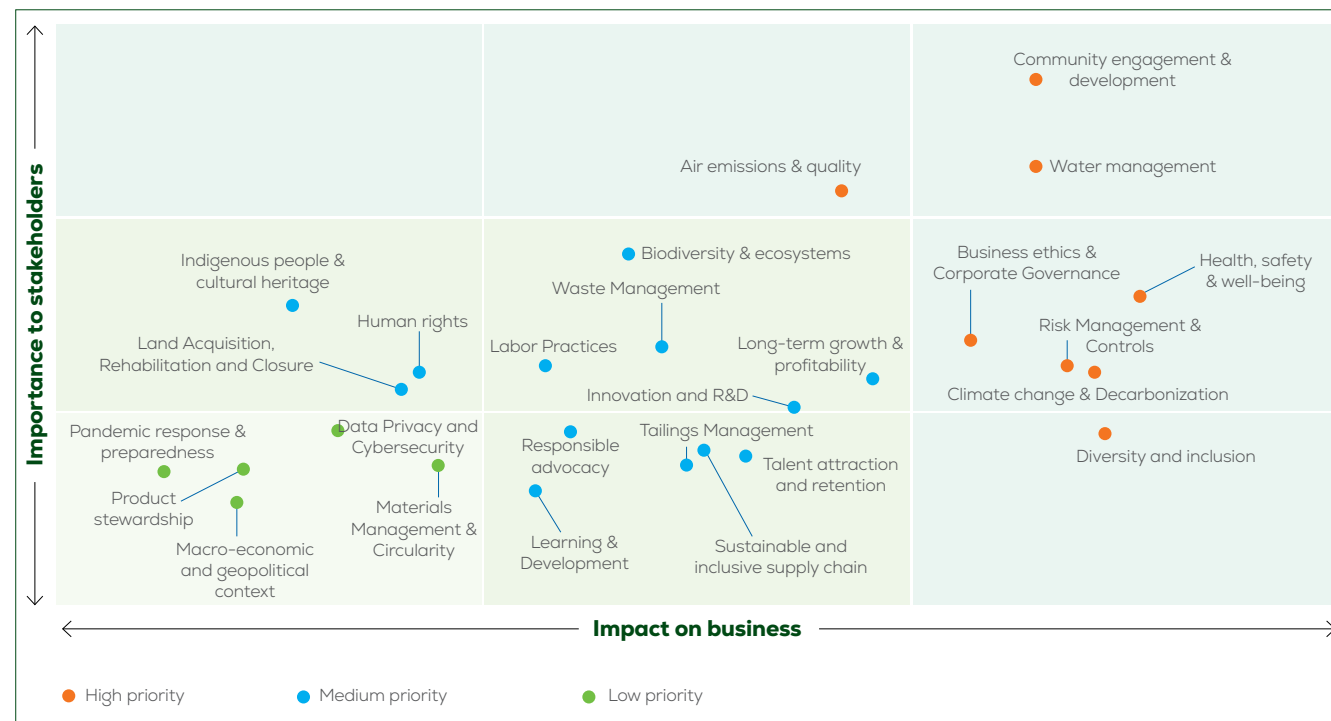 Importance to stakeholders
Community engagement &
development
Air emissions & quality
Water management
Indigenous people &
cultural heritage
Biodiversity & ecosystems
Business ethics &
Corporate Governance
Health, safety
& well-being
Waste Management
Human rights
Land Acquisition,
Rehabilitation and Closure
Labor Practices
Long-term growth &
profitability
Risk Management &
Controls
Innovation and R&D
Climate change & Decarbonization
Pandemic response &
preparedness
Data Privacy and
Cybersecurity
Responsible
advocacy
Tailings Management
Talent attraction
and retention
Diversity and inclusion
Product
stewardship
Materials
Management &
Circularity
Macro-economic
and geopolitical
context
Learning &
Development
Sustainable and
inclusive supply chain
Impact on business
High priority
Medium priority
Low priority